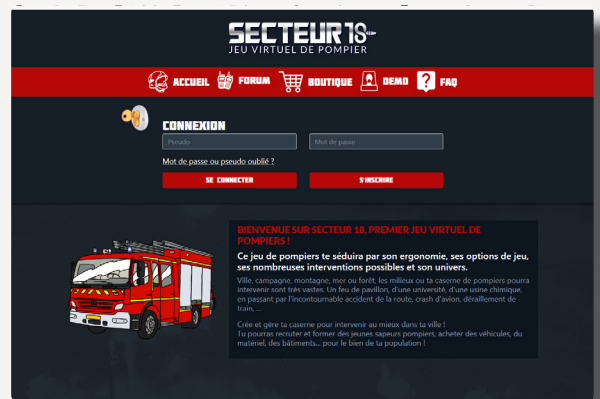 SECTEUR 18
JEU VIRTUEL DE POMPIER
ACCUEIL FORUM BOUTIQUE DEMO FAQ
CONNEXION
Pseudo Mot de passe
Mot de passe ou pseudo oublié ?
SE CONNECTER S'INSCRIRE
BIENVENUE SUR SECTEUR 18, PREMIER JEU VIRTUEL DE
POMPIERS !
Ce jeu de pompiers te séduira par son ergonomie, ses options de jeu,
ses nombreuses interventions possibles et son univers.
Ville, campagne, montagne, mer ou forêt, les milieux ou ta caserne de pompiers pourra
intervenir sont très vastes. Un feu de pavillon, d'une université, d'une usine chimique,
en passant par l'incontournable accident de la route, crash d'avion, déraillement de
train, ...
Crée et gère ta caserne pour intervenir au mieux dans ta ville !
Tu pourras recruter et former des jeunes sapeurs pompiers, acheter des véhicules, du
matériel, des bâtiments... pour le bien de ta population !